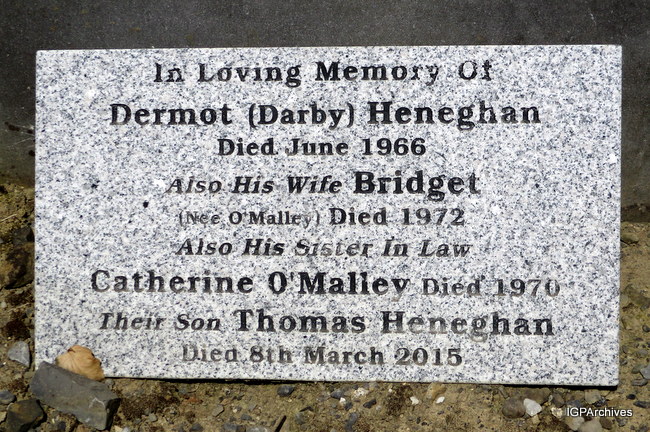 In Loving Memory Of
Dermot (Darby) Heneghan
Died June 1966
Also His Wife Bridget
(Nee O'Malley) Died 1972
Also His Sister In Law
Catherine O'Malley Died 1970
Their Son Thomas Heneghan
Died 8th March 2015
IGPArchives